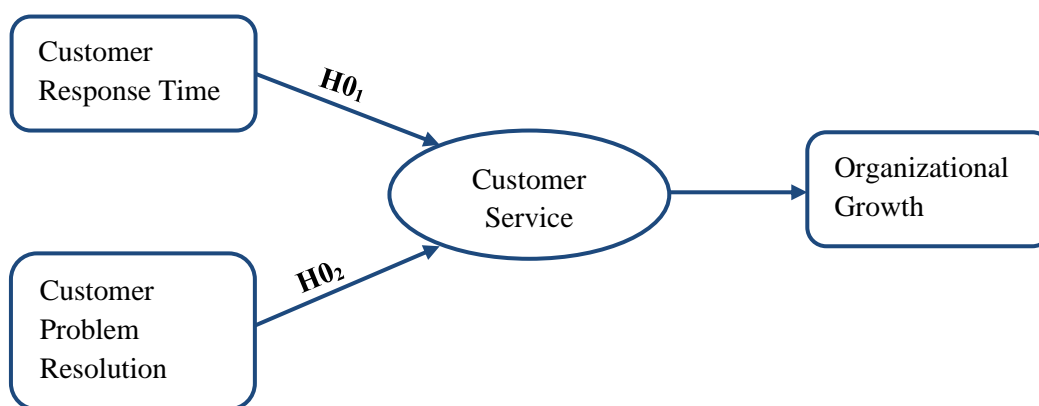 Customer
Response Time
H0₁
Customer
Service
Organizational
Growth
H0₂
Customer
Problem
Resolution